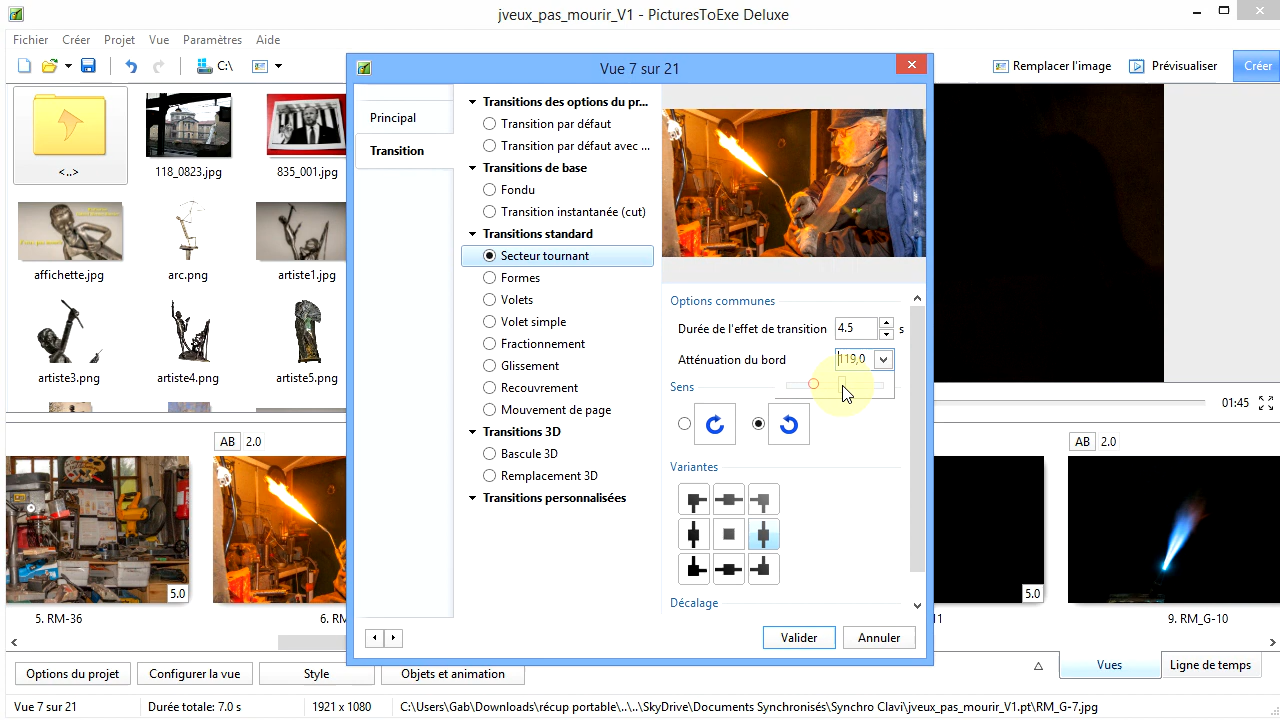 jveux_pas_mourir_V1 - PicturesToExe Deluxe
Fichier Créer Projet Vue Paramètres Aide
C:\
Remplacer l'image
Prévisualiser
Créer
Vue 7 sur 21
Principal
Transition
Transitions des options du pr...
Transition par défaut
Transition par défaut avec ...
Transitions de base
Fondu
Transition instantanée (cut)
Transitions standard
Secteur tournant
Formes
Volets
Volet simple
Fractionnement
Glissement
Recouvrement
Mouvement de page
Transitions 3D
Bascule 3D
Remplacement 3D
Transitions personnalisées
Options communes
Durée de l'effet de transition 4.5 s
Atténuation du bord 119,0
Sens
Variantes
Décalage
Valider
Annuler
<..>
118_0823.jpg
835_001.jpg
affichette.jpg
arc.png
artiste1.jpg
artiste3.png
artiste4.png
artiste5.png
01:45
AB 2.0
AB 2.0
5.0
5.0
5. RM-36
6. RM
11
9. RM_G-10
Options du projet
Configurer la vue
Style
Objets et animation
Vues
Ligne de temps
Vue 7 sur 21
Durée totale: 7.0 s
1921 x 1080
C:\Users\Gab\Downloads\récup portable\..\..\SkyDrive\Documents Synchronisés\Synchro Clavi\jveux_pas_mourir_V1.pt\RM_G-7.jpg